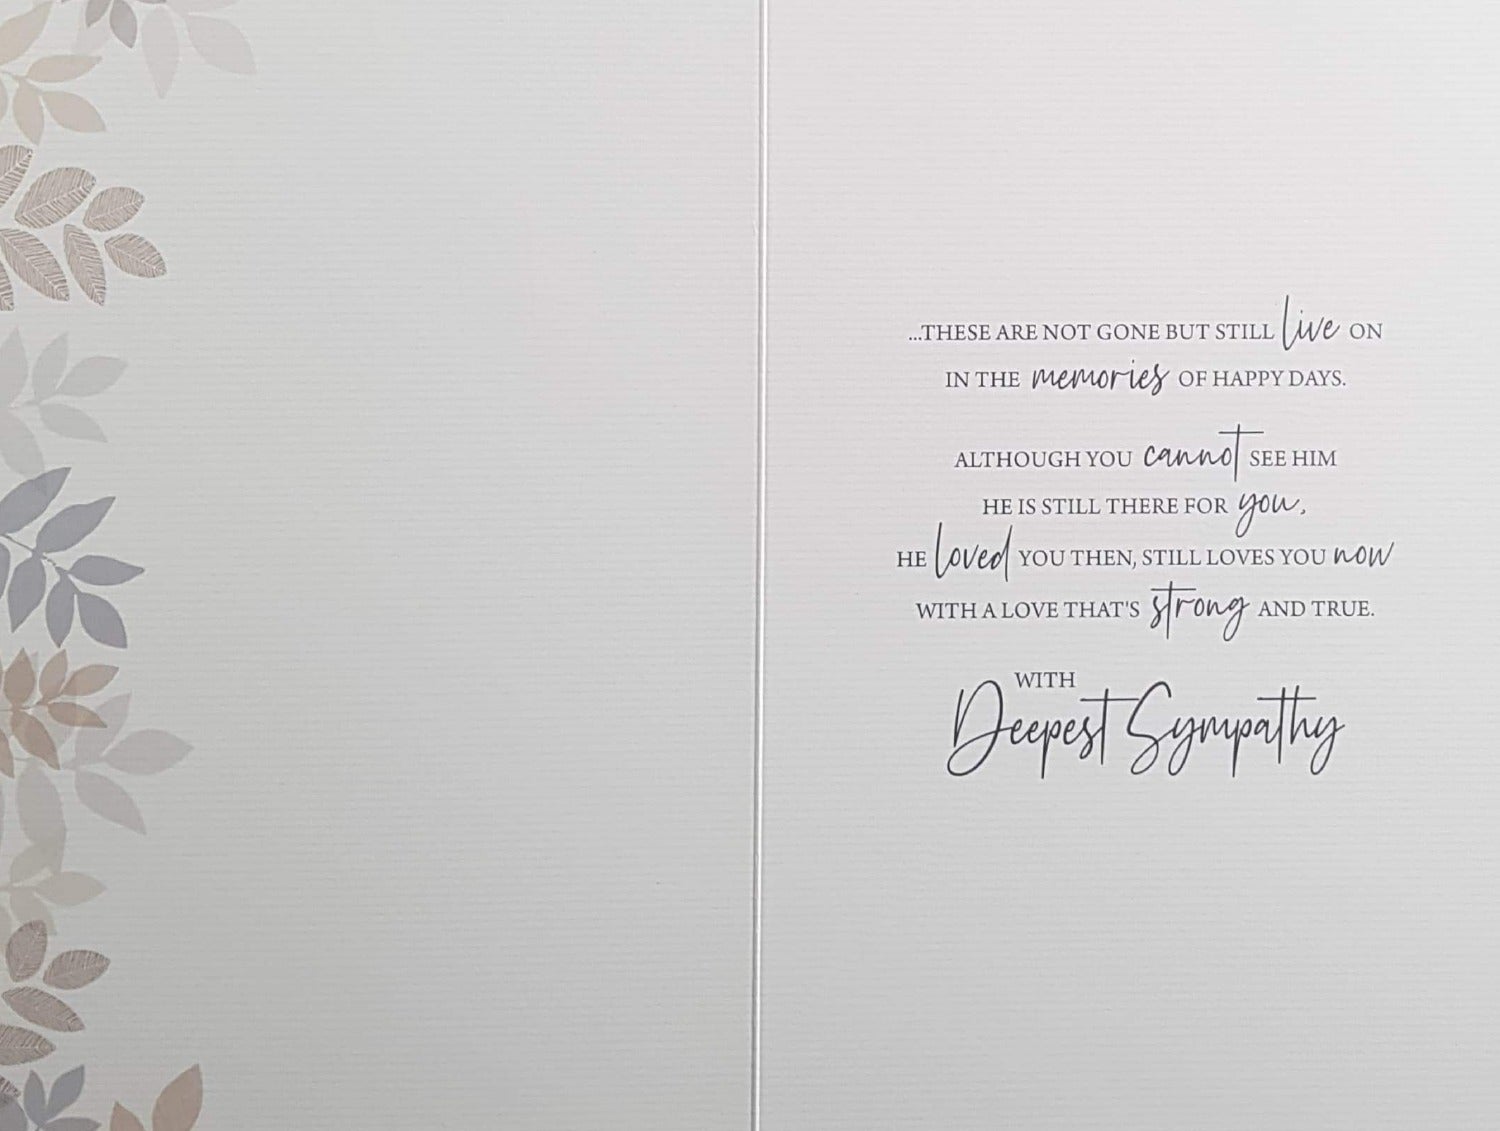 ...THESE ARE NOT GONE BUT STILL live ON
IN THE memories OF HAPPY DAYS.
ALTHOUGH YOU cannot SEE HIM
HE IS STILL THERE FOR you,
HE loved YOU THEN, STILL LOVES YOU now
WITH A LOVE THAT'S strong AND TRUE.
WITH
Deepest Sympathy